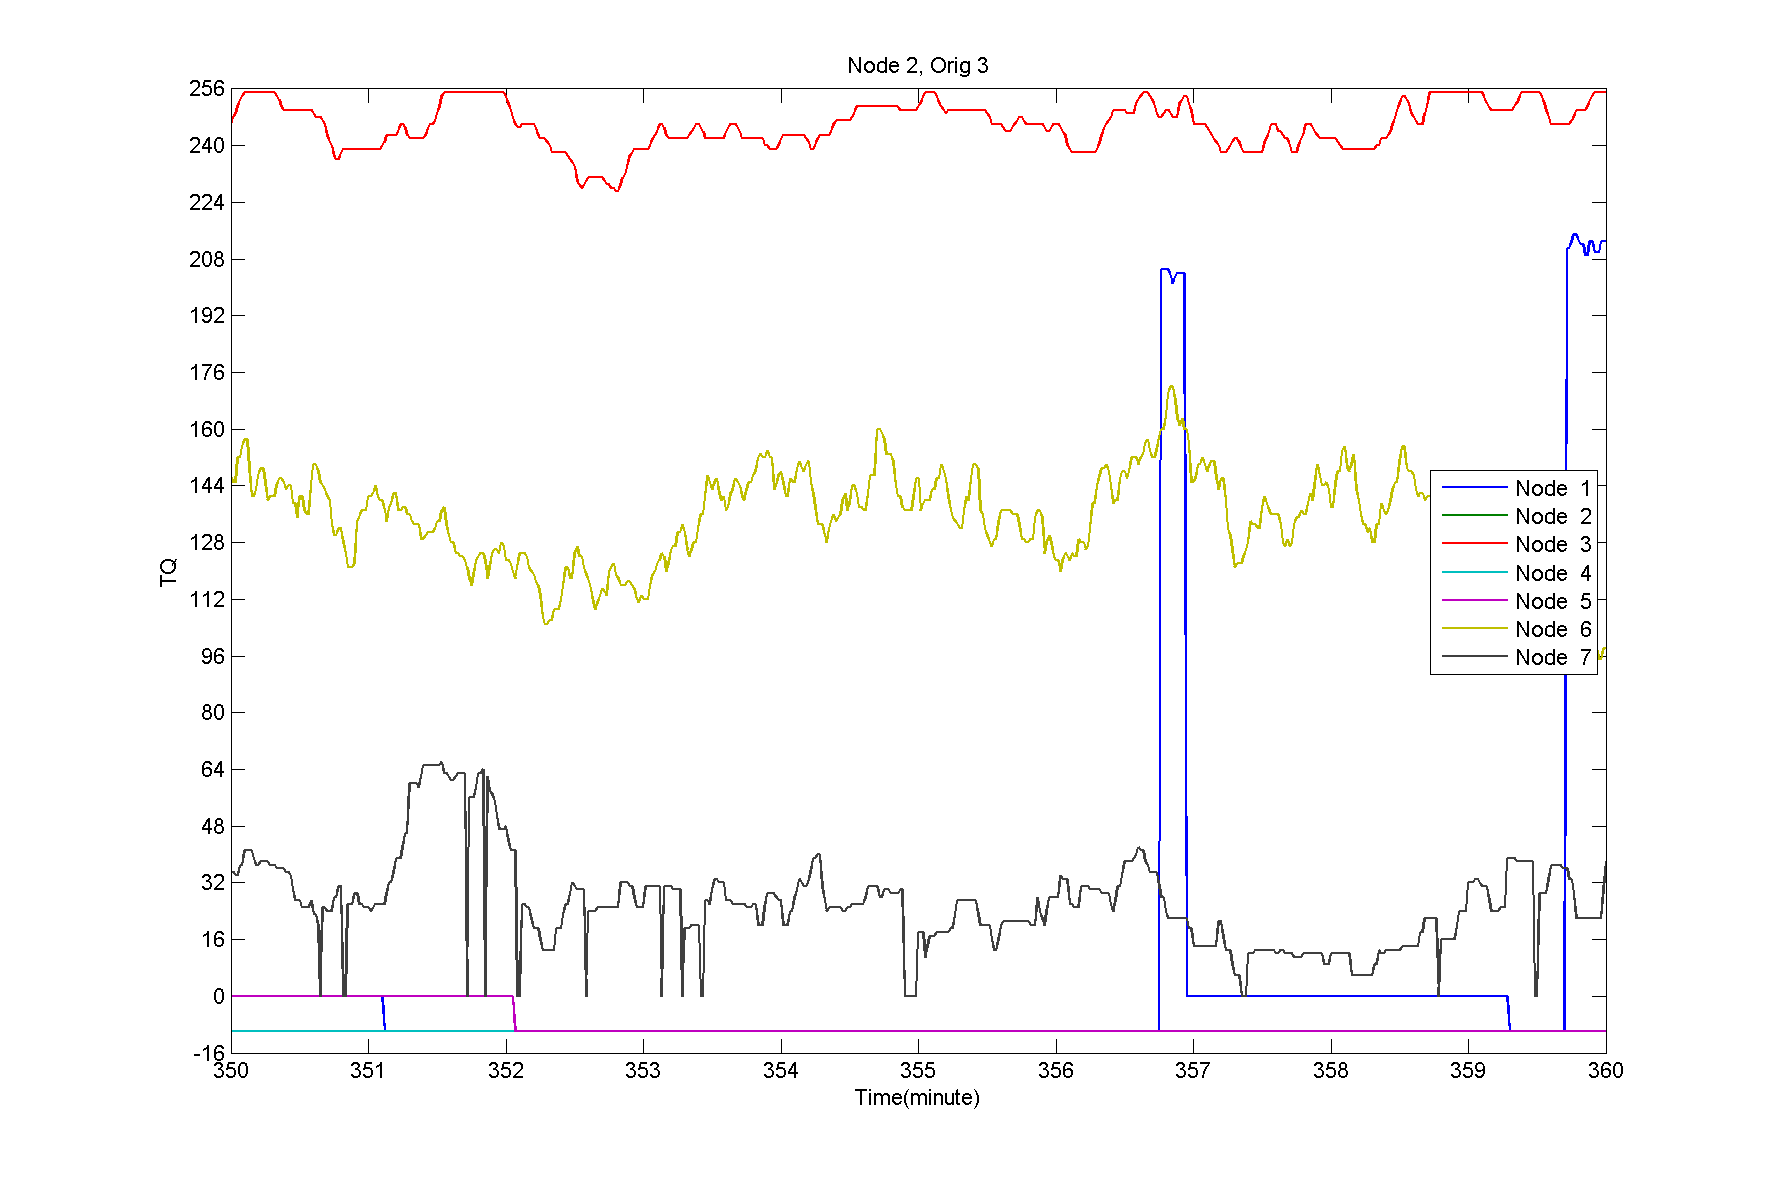 Node 2, Orig 3
256
240
224
208
192
176
160
144
128
112
96
80
64
48
32
16
0
-16
TQ
350 351 352 353 354 355 356 357 358 359 360
Time(minute)
Node 1
Node 2
Node 3
Node 4
Node 5
Node 6
Node 7